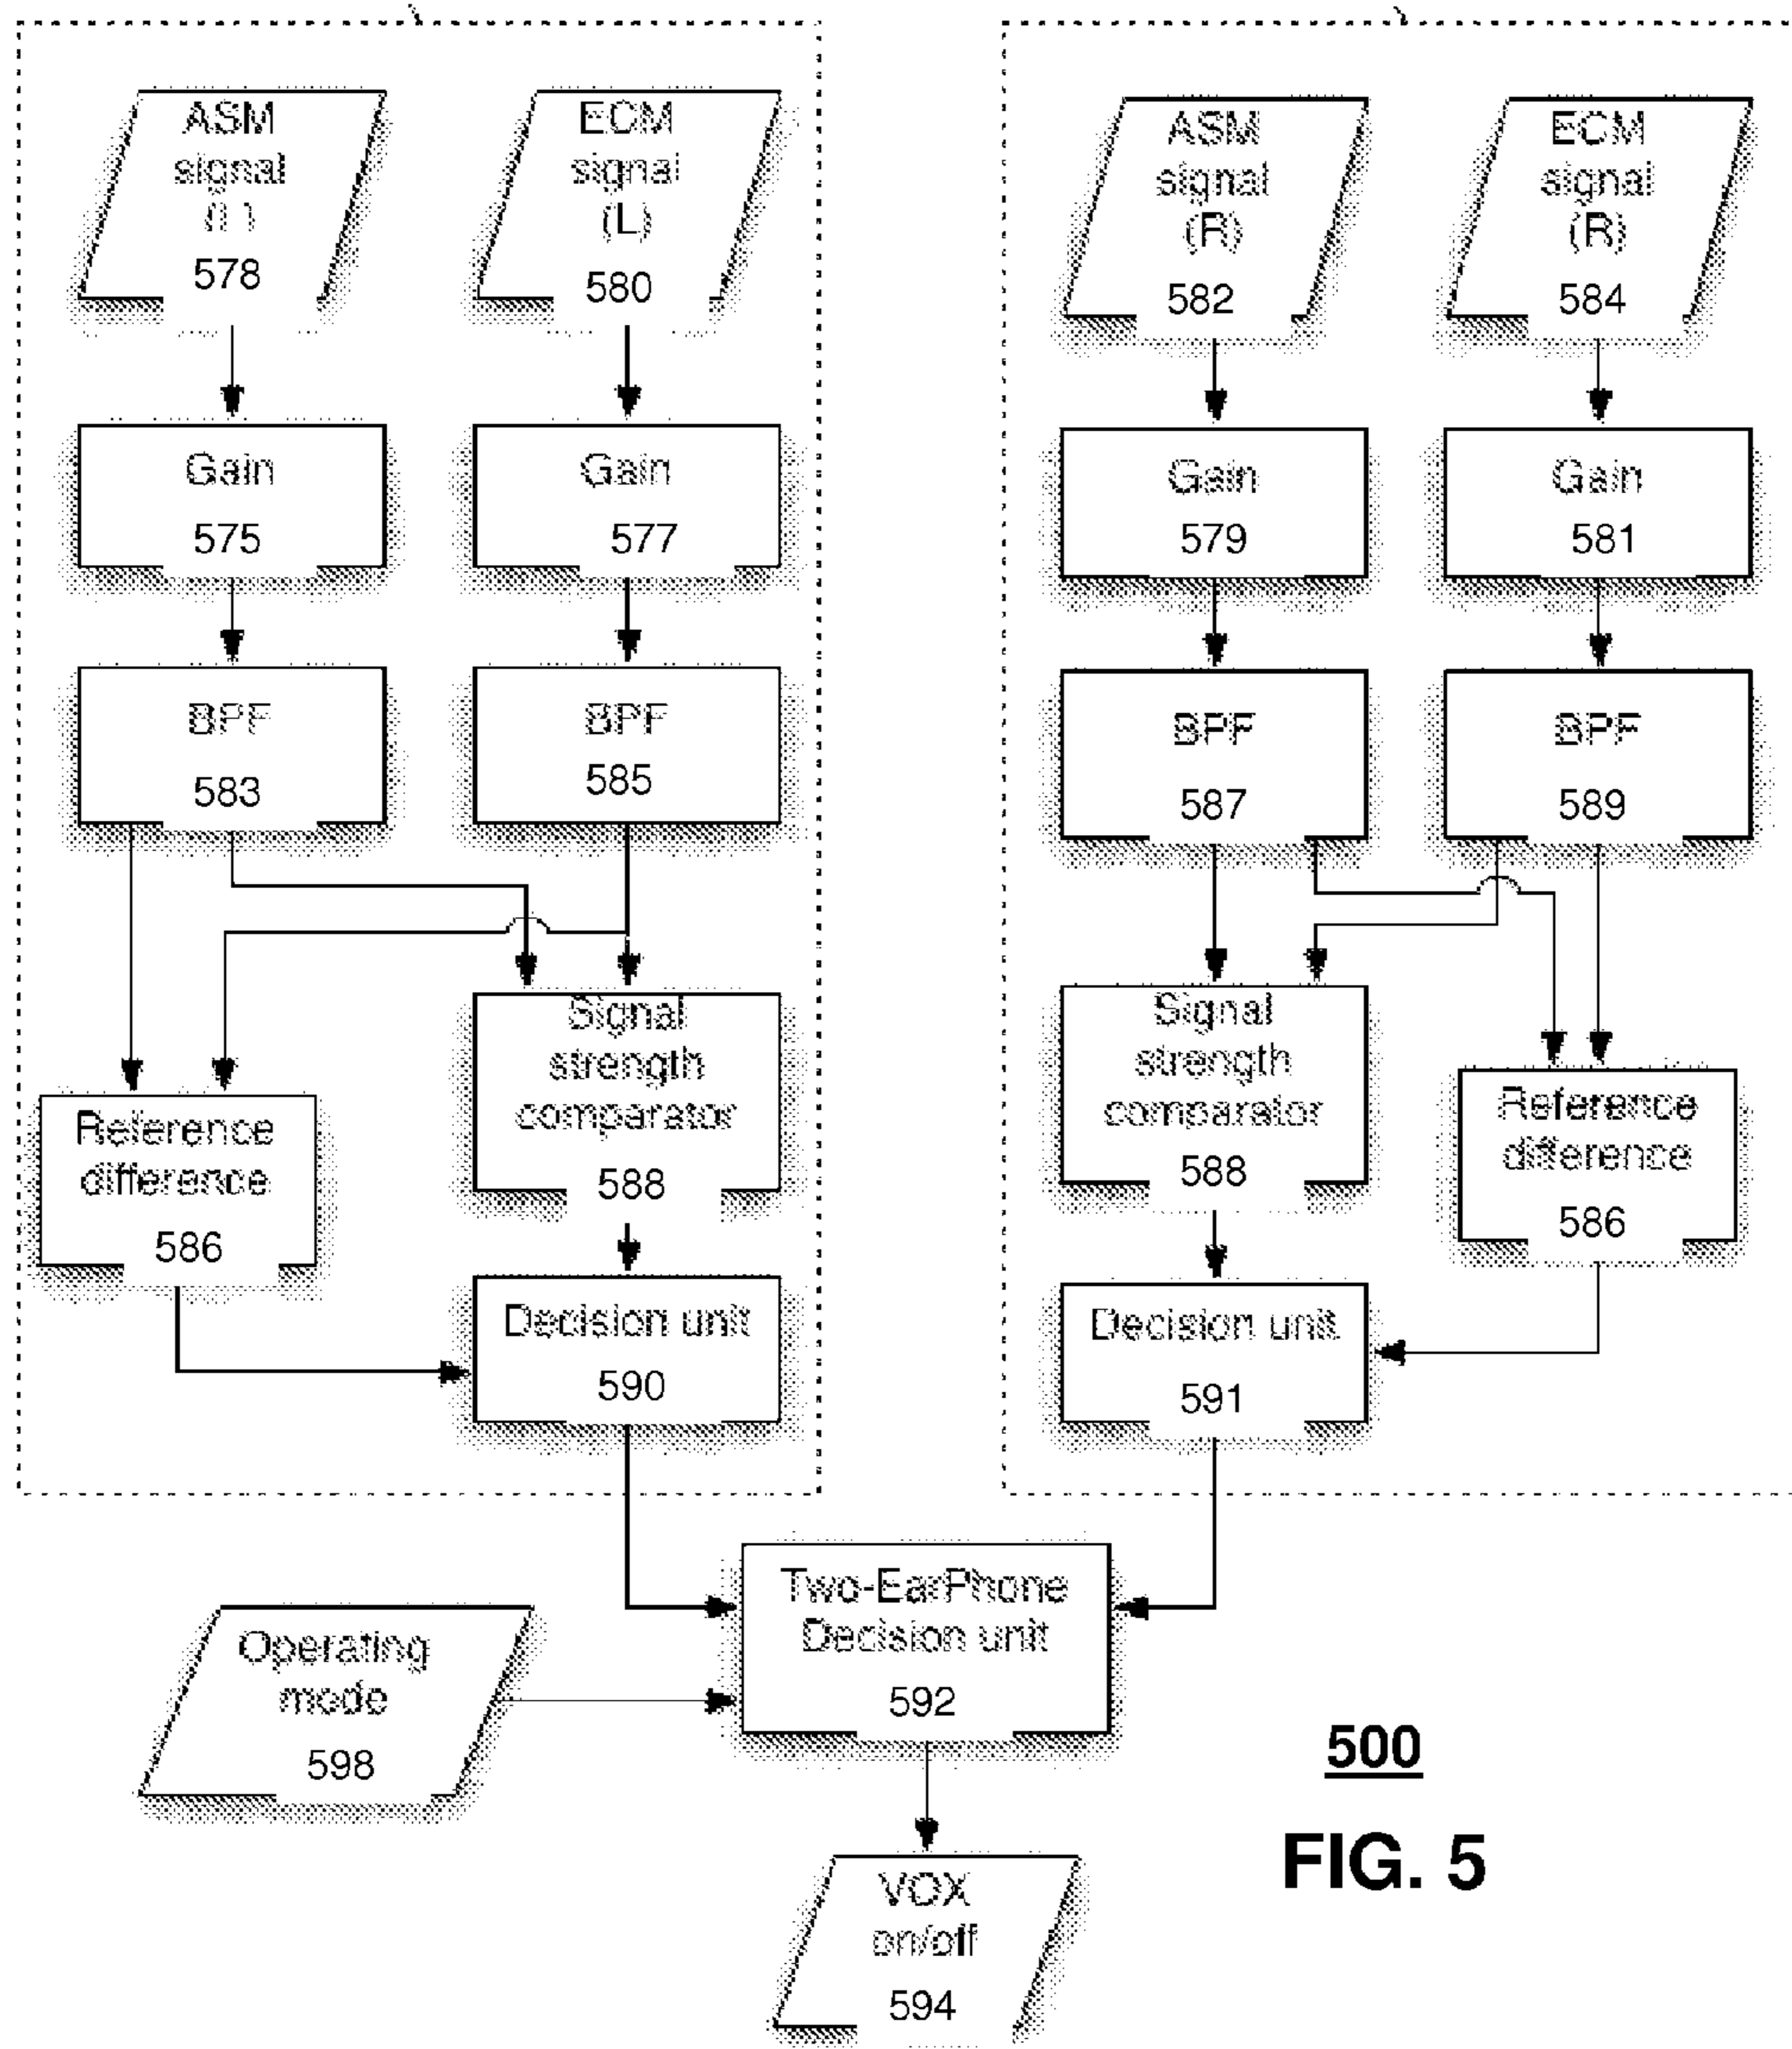 ASM
signal
(L)
578
ECM
signal
(L)
580
Gain
575
Gain
577
BPF
583
BPF
585
Reference
difference
586
Signal
strength
comparator
588
Decision unit
590
ASM
signal
(R)
582
ECM
signal
(R)
584
Gain
579
Gain
581
BPF
587
BPF
589
Signal
strength
comparator
588
Reference
difference
586
Decision unit
591
Two-EarPhone
Decision unit
592
Operating
mode
598
VOX
on/off
594
500
FIG. 5